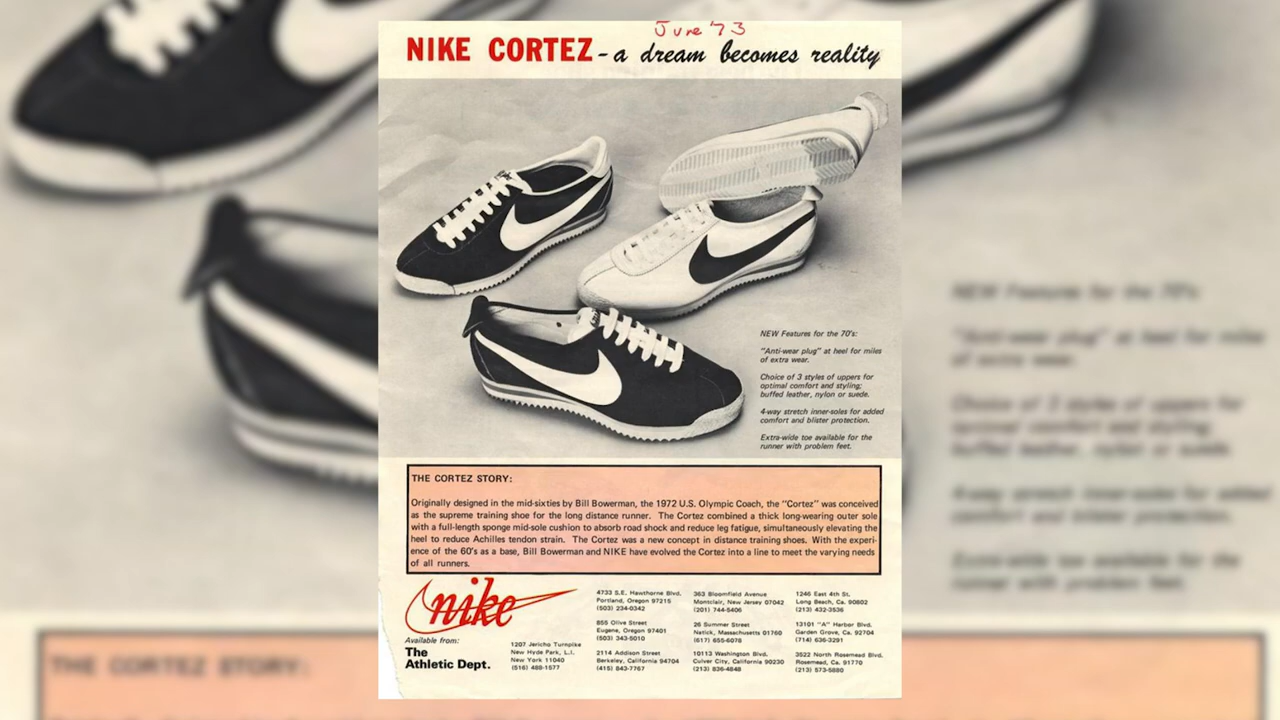 June '73
NIKE CORTEZ - a dream becomes reality
NEW Features for the 70's:
"Anti-wear plug" at heel for miles
of extra wear.
Choice of 3 styles of uppers for
optimal comfort and styling;
buffed leather, nylon or suede.
4-way stretch inner-soles for added
comfort and blister protection.
Extra-wide toe available for the
runner with problem feet.
THE CORTEZ STORY:
Originally designed in the mid-sixties by Bill Bowerman, the 1972 U.S. Olympic Coach, the "Cortez" was conceived
as the supreme training shoe for the long distance runner. The Cortez combined a thick long-wearing outer sole
with a full-length sponge mid-sole cushion to absorb road shock and reduce leg fatigue, simultaneously elevating the
heel to reduce Achilles tendon strain. The Cortez was a new concept in distance training shoes. With the experi-
ence of the 60's as a base, Bill Bowerman and NIKE have evolved the Cortez into a line to meet the varying needs
of all runners.
nike
Available from:
The
Athletic Dept.
1207 Jericho Turnpike
New Hyde Park, L.I.
New York 11040
(516) 488-1577
4733 S.E. Hawthorne Blvd.
Portland, Oregon 97215
(503) 234-0342
855 Olive Street
Eugene, Oregon 97401
(503) 343-5010
2114 Addison Street
Berkeley, California 94704
(415) 843-7767
363 Bloomfield Avenue
Montclair, New Jersey 07042
(201) 744-5406
26 Summer Street
Natick, Massachusetts 01760
(617) 655-6078
10113 Washington Blvd.
Culver City, California 90230
(213) 836-4848
1246 East 4th St.
Long Beach, Ca. 90802
(213) 432-3536
13101 "A" Harbor Blvd.
Garden Grove, Ca. 92704
(714) 636-3291
3522 North Rosemead Blvd.
Rosemead, Ca. 91770
(213) 573-5880
THE CORTEZ STORY: